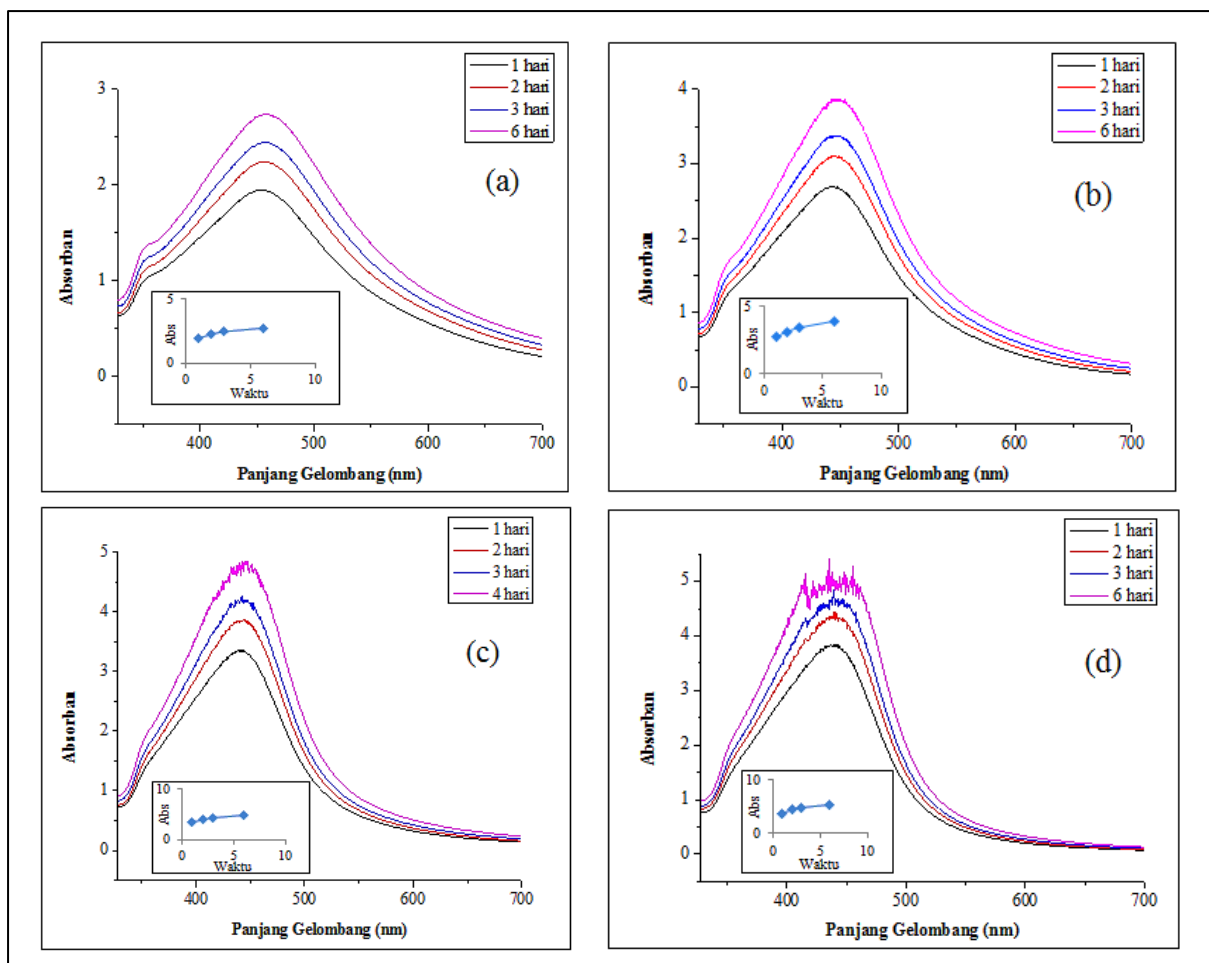 1 hari
2 hari
3 hari
6 hari
(a)
Absorban
3
2
1
0
400
500
600
700
Panjang Gelombang (nm)
Abs
5
0
0
5
10
Waktu
1 hari
2 hari
3 hari
6 hari
(b)
Absorban
4
3
2
1
0
400
500
600
700
Panjang Gelombang (nm)
Abs
5
0
0
5
10
Waktu
1 hari
2 hari
3 hari
4 hari
(c)
Absorban
5
4
3
2
1
0
400
500
600
700
Panjang Gelombang (nm)
Abs
10
0
0
5
10
Waktu
1 hari
2 hari
3 hari
6 hari
(d)
Absorban
5
4
3
2
1
0
400
500
600
700
Panjang Gelombang (nm)
Abs
10
0
0
5
10
Waktu